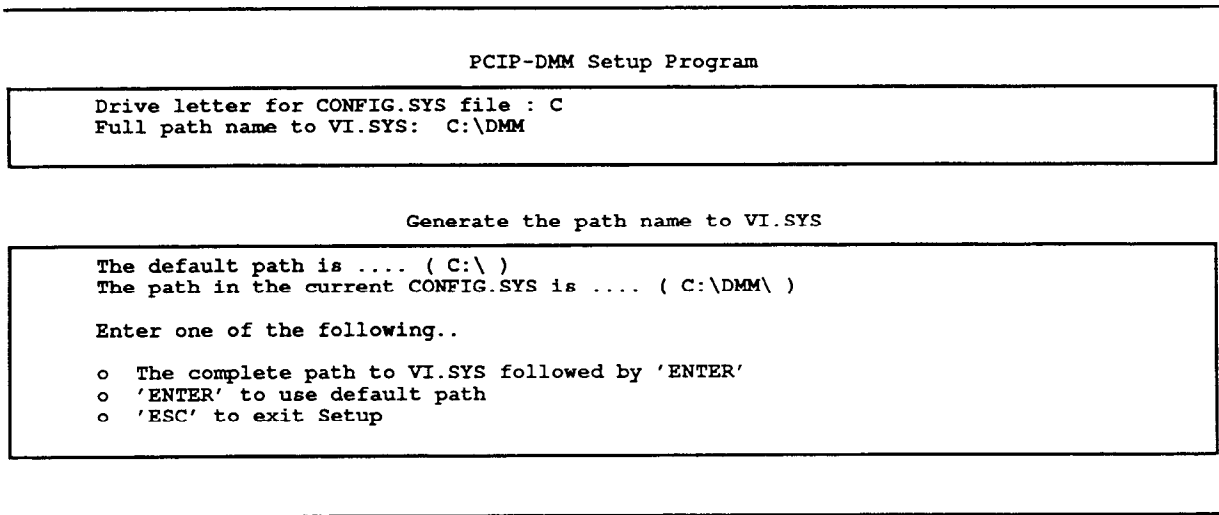 PCIP-DMM Setup Program
Drive letter for CONFIG.SYS file : C
Full path name to VI.SYS:  C:\DMM
Generate the path name to VI.SYS
The default path is .... ( C:\ )
The path in the current CONFIG.SYS is .... ( C:\DMM\ )
Enter one of the following..
o  The complete path to VI.SYS followed by 'ENTER'
o  'ENTER' to use default path
o  'ESC' to exit Setup